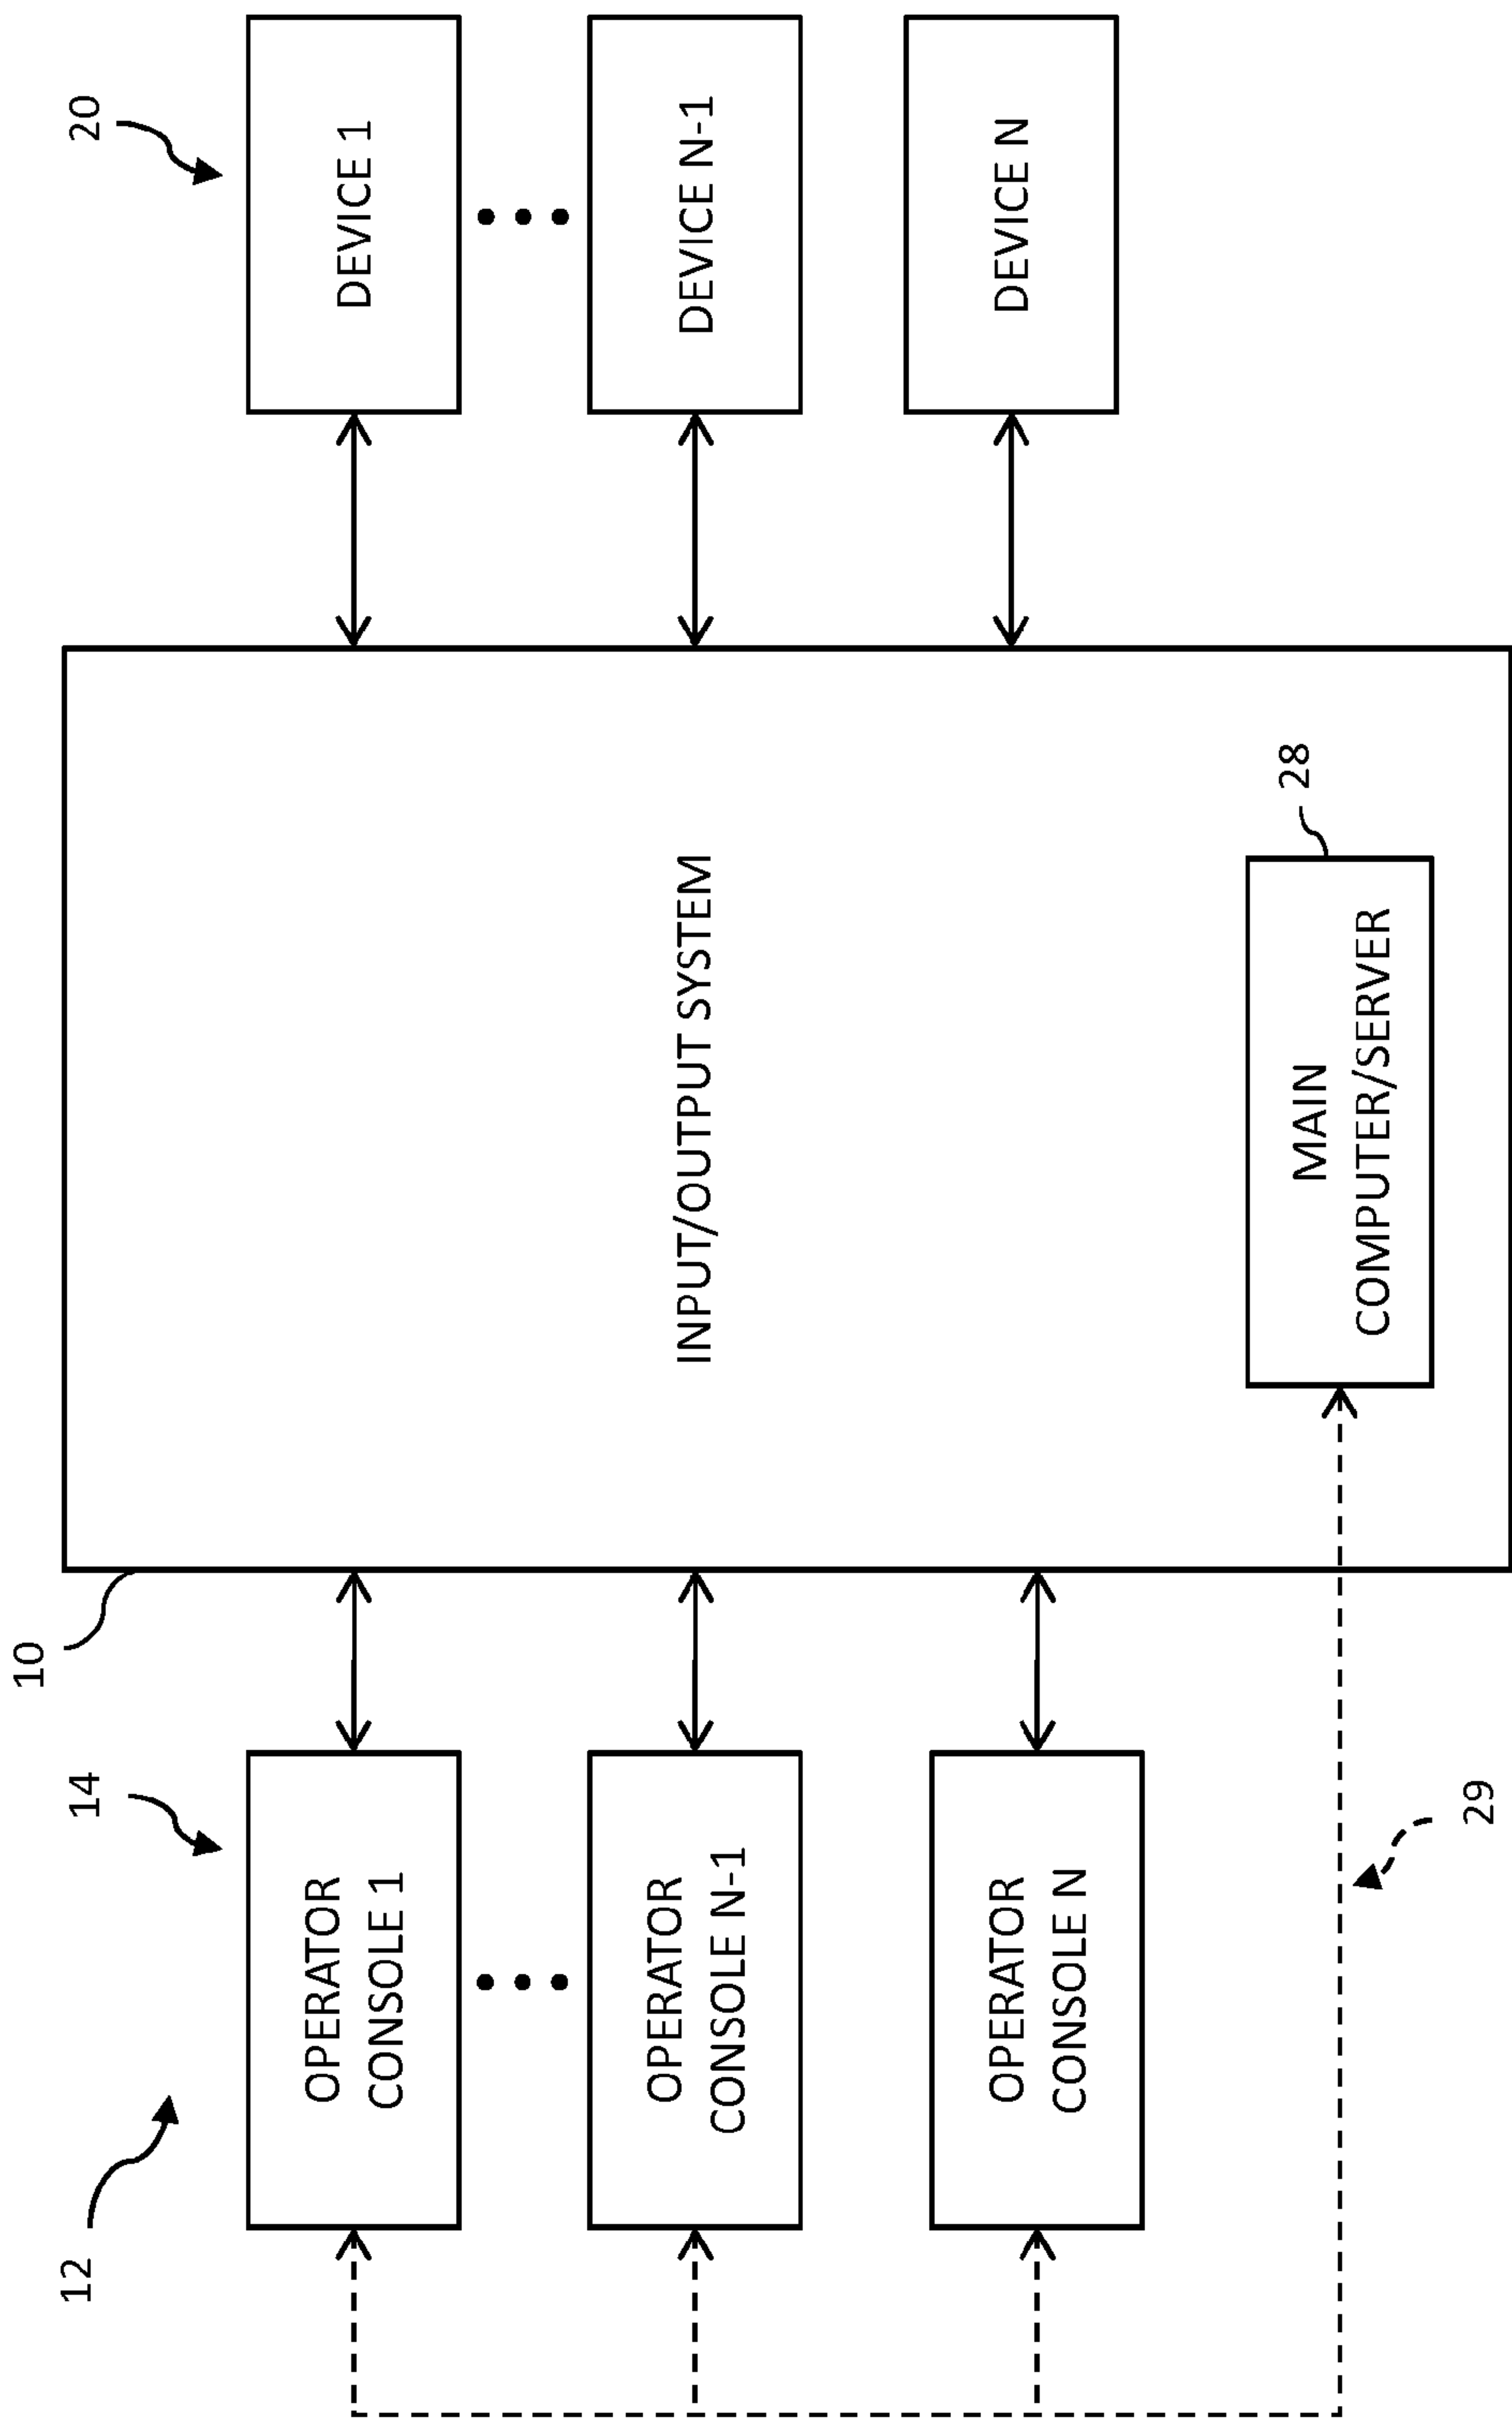 12
14
10
20
OPERATOR
CONSOLE 1
INPUT/OUTPUT SYSTEM
DEVICE 1
OPERATOR
CONSOLE N-1
DEVICE N-1
OPERATOR
CONSOLE N
DEVICE N
28
MAIN
COMPUTER/SERVER
29